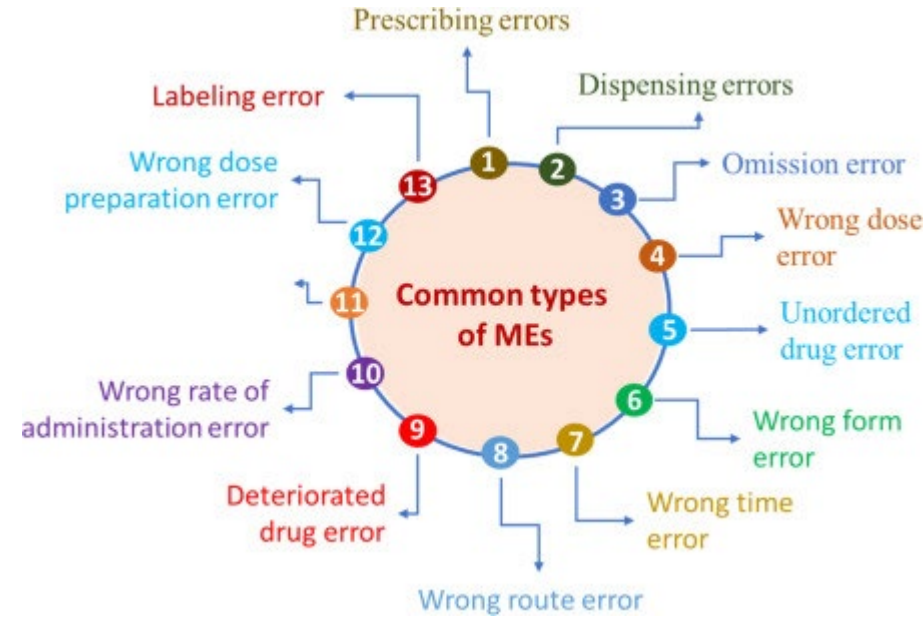 Prescribing errors
Dispensing errors
Omission error
Wrong dose
error
Unordered
drug error
Wrong form
error
Wrong time
error
Wrong route error
Deteriorated
drug error
Wrong rate of
administration error
Wrong dose
preparation error
Labeling error
1
2
3
4
5
6
7
8
9
10
11
12
13
Common types
of MEs